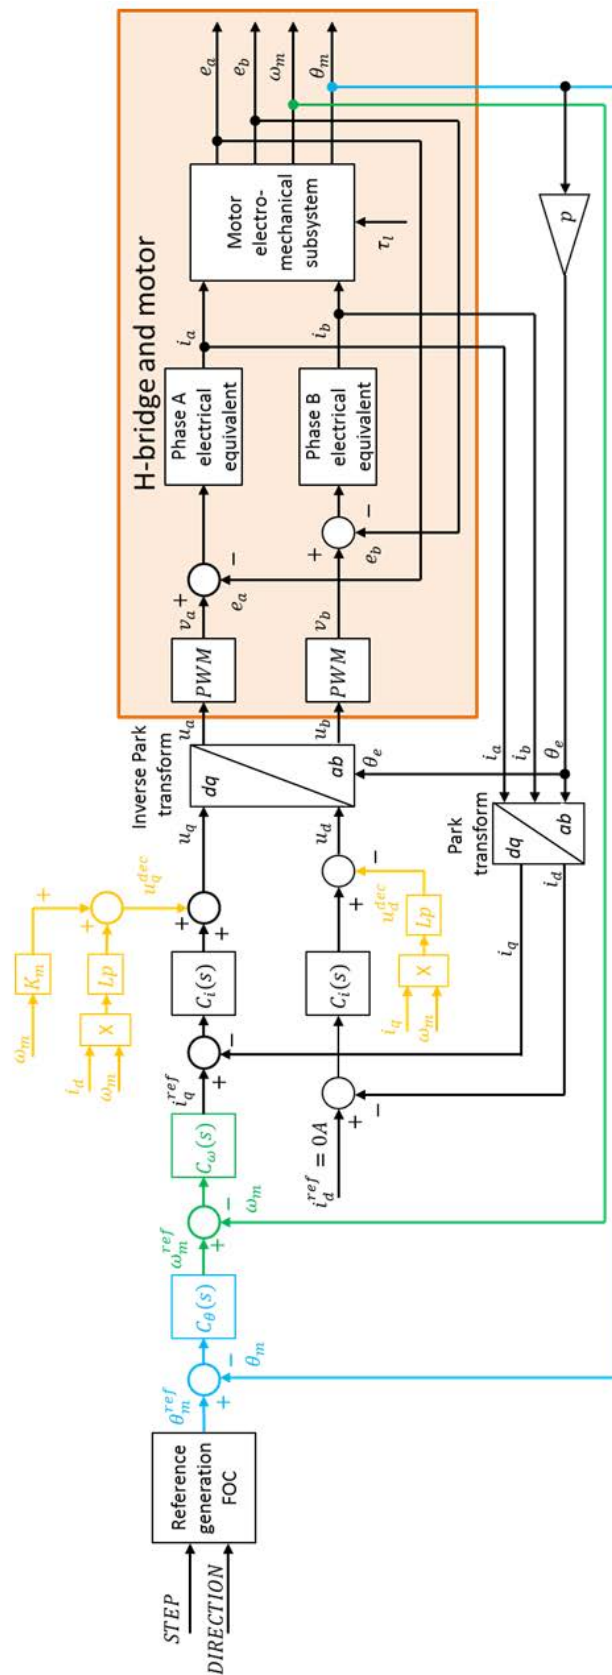 STEP
DIRECTION
Reference
generation
FOC
θ_m^ref
+
−
θ_m
C_θ(s)
ω_m^ref
+
−
ω_m
C_ω(s)
i_q^ref
+
−
C_i(s)
+
+
u_q
ω_m
K_m
+
i_d
ω_m
X
Lp
+
u_q^dec
i_d^ref = 0A
+
−
C_i(s)
+
−
u_d
i_q
ω_m
X
Lp
u_d^dec
Inverse Park
transform
dq
ab
θ_e
u_a
u_b
H-bridge and motor
PWM
v_a
+
−
e_a
Phase A
electrical
equivalent
i_a
PWM
v_b
+
−
e_b
Phase B
electrical
equivalent
i_b
Motor
electro-
mechanical
subsystem
τ_l
e_a
e_b
ω_m
θ_m
p
Park
transform
dq
ab
i_a
i_b
θ_e
i_q
i_d